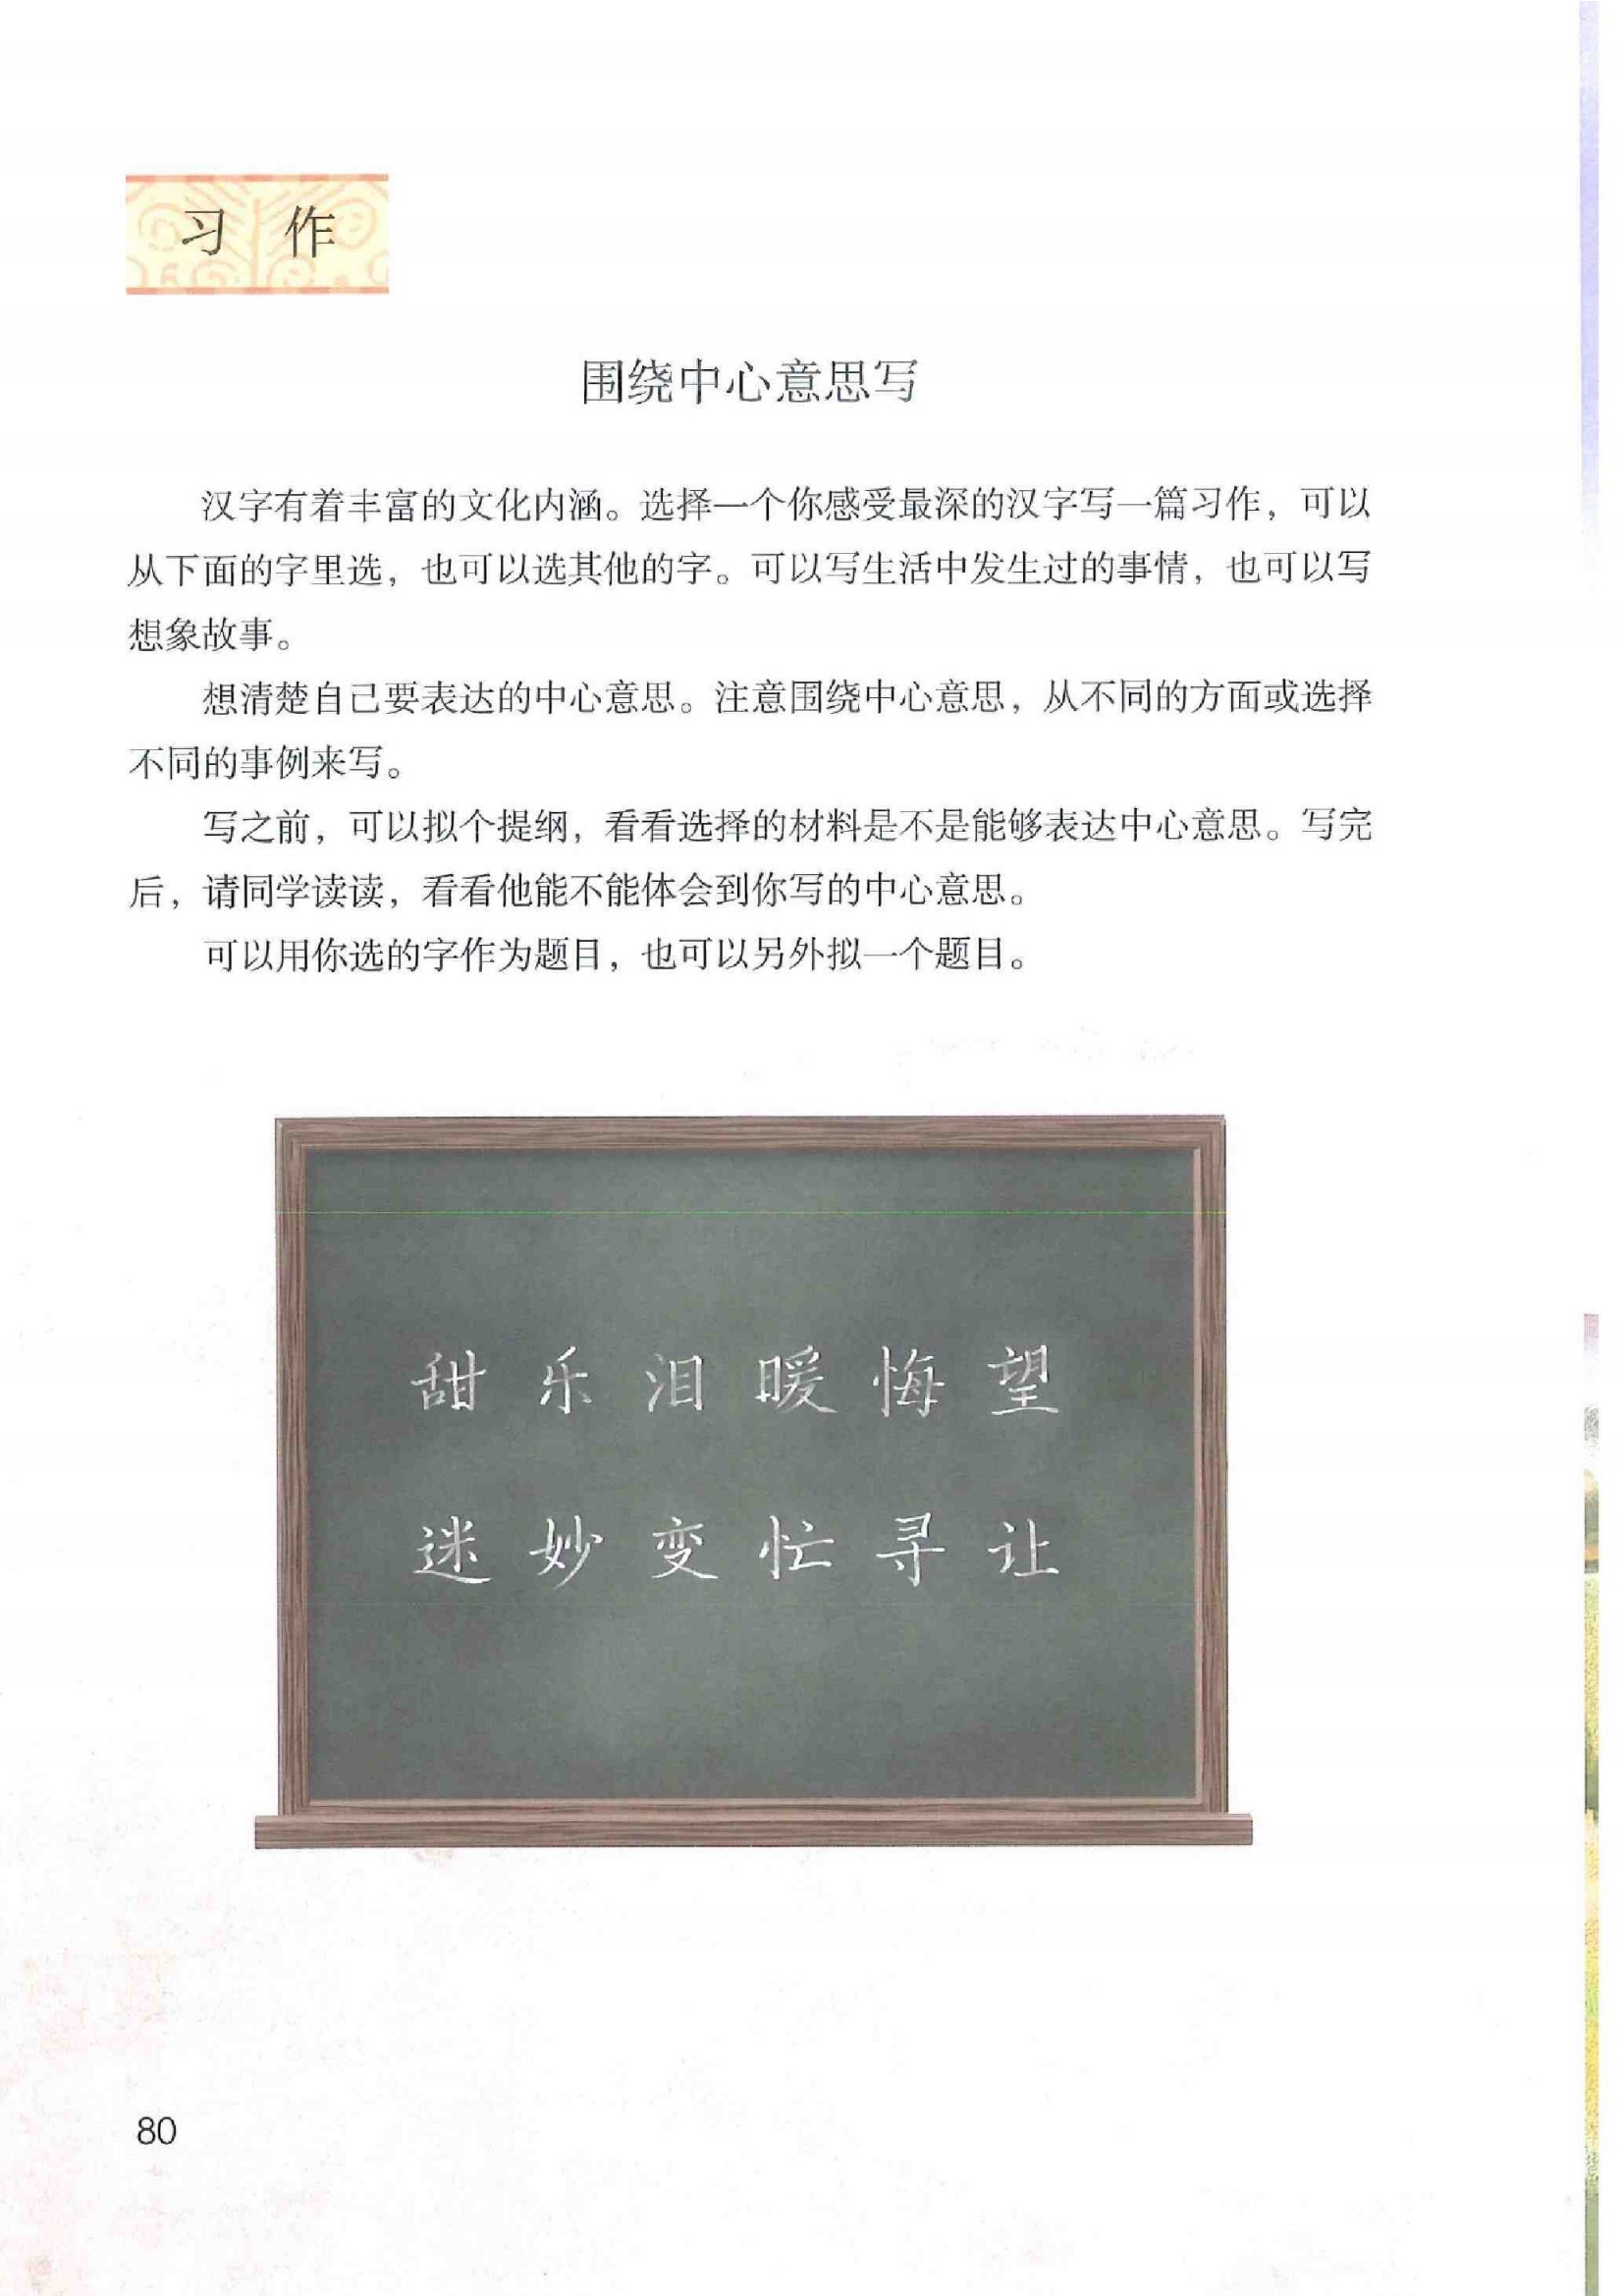 习 作
围绕中心意思写
汉字有着丰富的文化内涵。选择一个你感受最深的汉字写一篇习作，可以
从下面的字里选，也可以选其他的字。可以写生活中发生过的事情，也可以写
想象故事。
想清楚自己要表达的中心意思。注意围绕中心意思，从不同的方面或选择
不同的事例来写。
写之前，可以拟个提纲，看看选择的材料是不是能够表达中心意思。写完
后，请同学读读，看看他能不能体会到你写的中心意思。
可以用你选的字作为题目，也可以另外拟一个题目。
甜 乐 泪 暖 悔 望
迷 妙 变 忙 寻 让
80